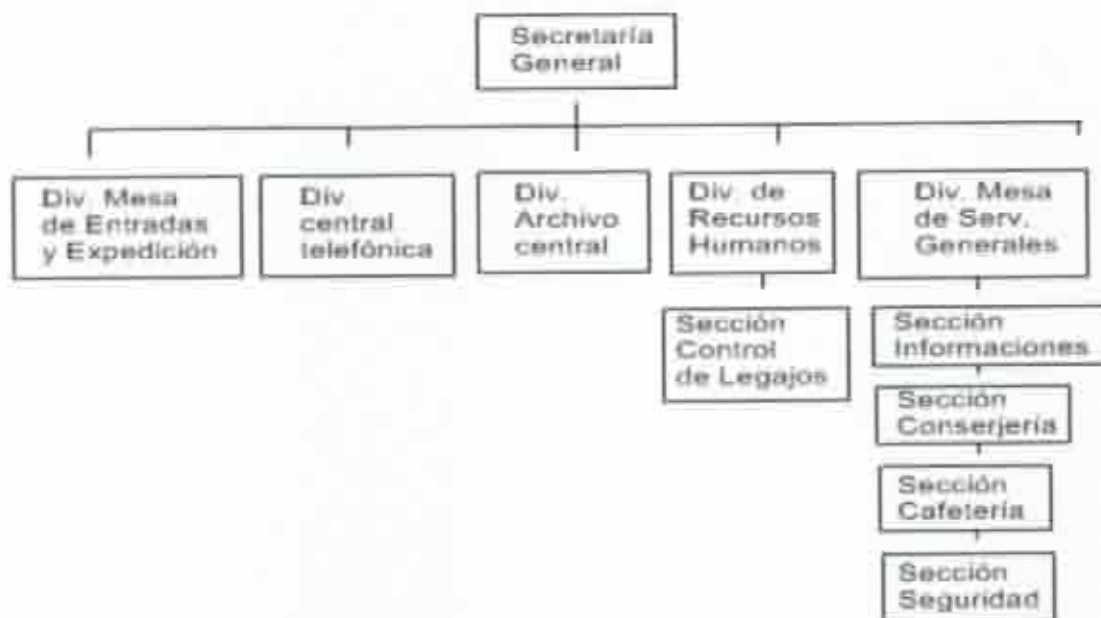 Secretaría
General
Div. Mesa
de Entradas
y Expedición
Div
central
telefónica
Div.
Archivo
central
Div. de
Recursos
Humanos
Div. Mesa
de Serv.
Generales
Sección
Control
de Legajos
Sección
Informaciones
Sección
Conserjería
Sección
Cafetería
Sección
Seguridad